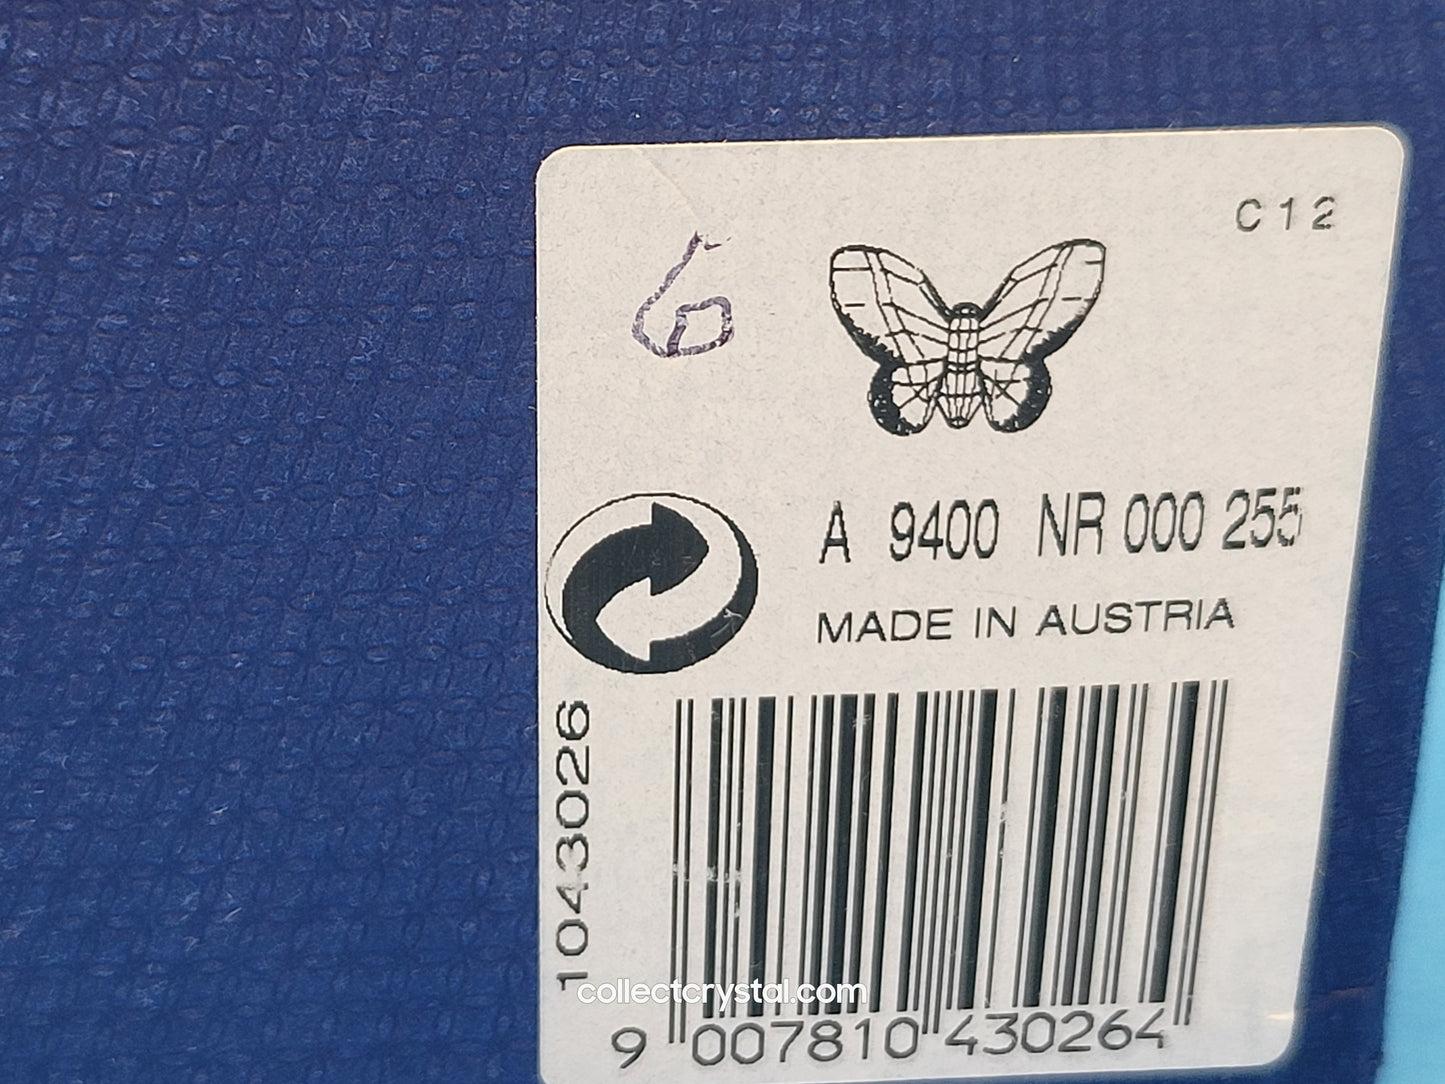 C12
6
A 9400 NR 000 255
MADE IN AUSTRIA
1043026
collectcrystal.com
9 007810 430264